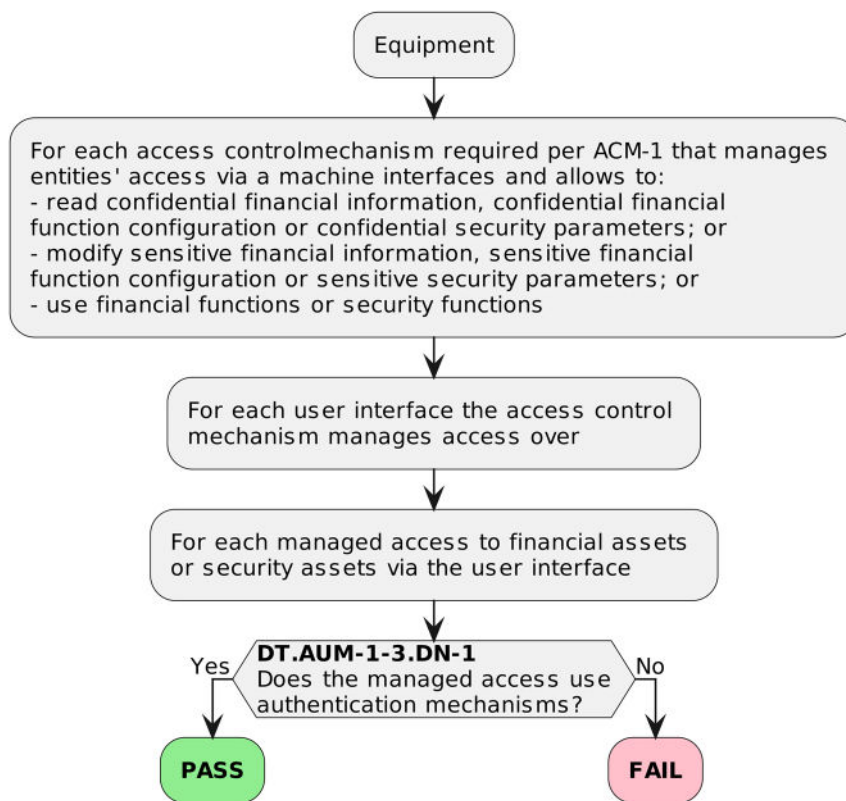 Equipment
For each access controlmechanism required per ACM-1 that manages
entities' access via a machine interfaces and allows to:
- read confidential financial information, confidential financial
function configuration or confidential security parameters; or
- modify sensitive financial information, sensitive financial
function configuration or sensitive security parameters; or
- use financial functions or security functions
For each user interface the access control
mechanism manages access over
For each managed access to financial assets
or security assets via the user interface
DT.AUM-1-3.DN-1
Yes
Does the managed access use
No
authentication mechanisms?
PASS
FAIL